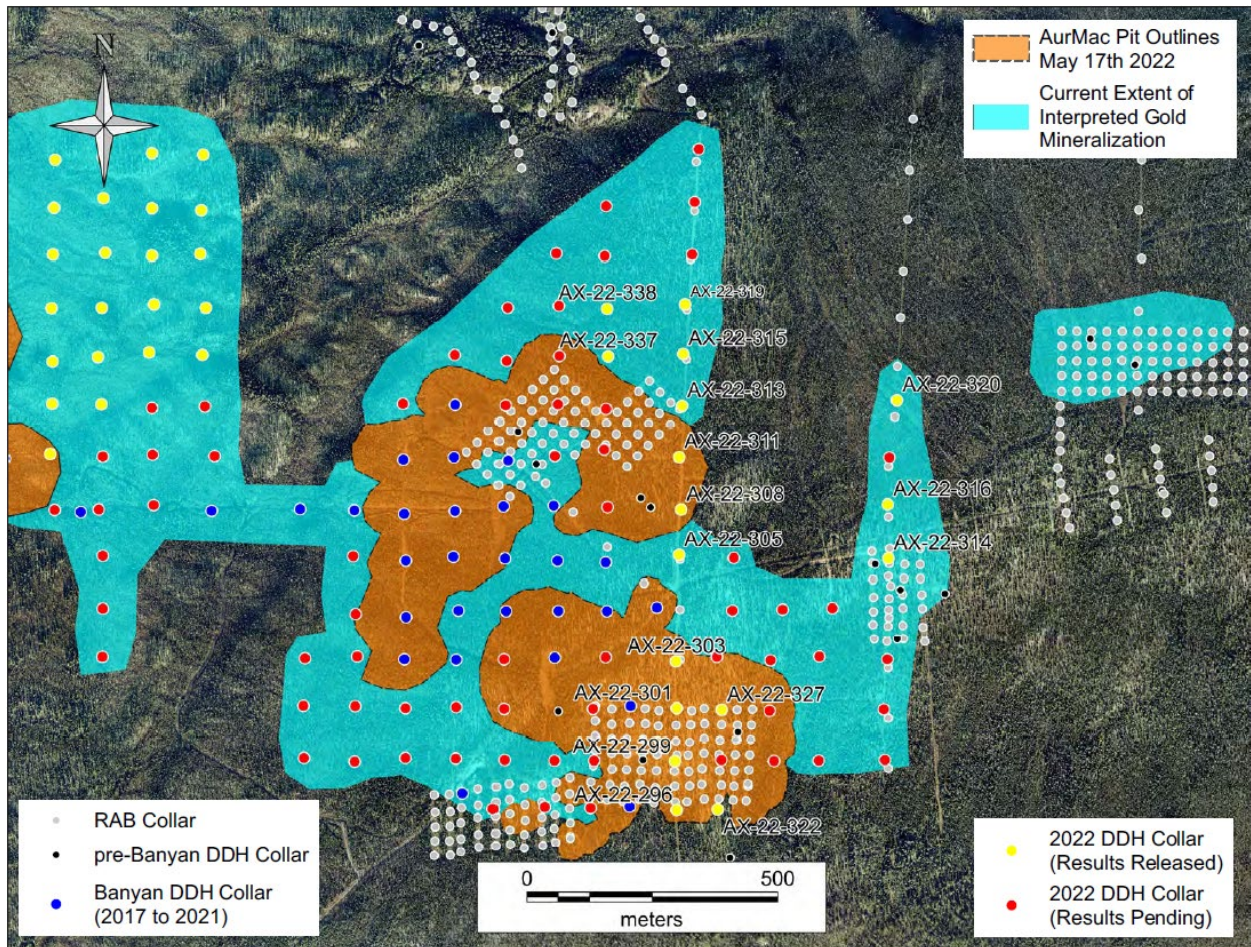 N
AurMac Pit Outlines
May 17th 2022
Current Extent of
Interpreted Gold
Mineralization
AX-22-338
AX-22-319
AX-22-337
AX-22-315
AX-22-313
AX-22-320
AX-22-311
AX-22-308
AX-22-316
AX-22-305
AX-22-314
AX-22-303
AX-22-301
AX-22-327
AX-22-299
AX-22-296
AX-22-322
RAB Collar
pre-Banyan DDH Collar
Banyan DDH Collar
(2017 to 2021)
0 500
meters
2022 DDH Collar
(Results Released)
2022 DDH Collar
(Results Pending)